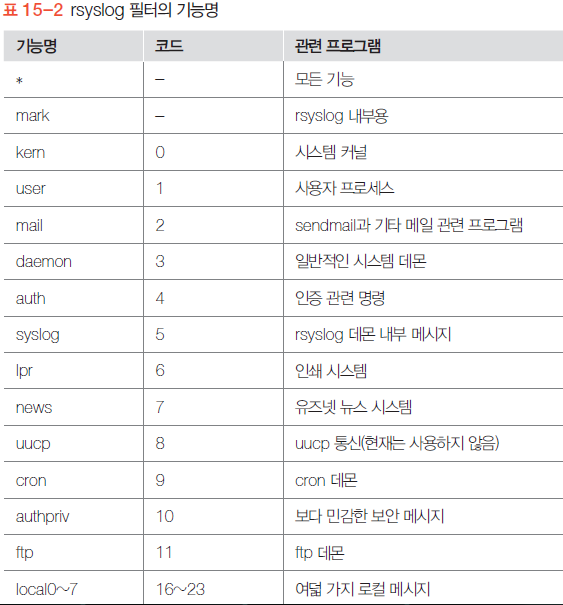 표 15-2 rsyslog 필터의 기능명
기능명 코드 관련 프로그램
* – 모든 기능
mark – rsyslog 내부용
kern 0 시스템 커널
user 1 사용자 프로세스
mail 2 sendmail과 기타 메일 관련 프로그램
daemon 3 일반적인 시스템 데몬
auth 4 인증 관련 명령
syslog 5 rsyslog 데몬 내부 메시지
lpr 6 인쇄 시스템
news 7 유즈넷 뉴스 시스템
uucp 8 uucp 통신(현재는 사용하지 않음)
cron 9 cron 데몬
authpriv 10 보다 민감한 보안 메시지
ftp 11 ftp 데몬
local0~7 16~23 여덟 가지 로컬 메시지